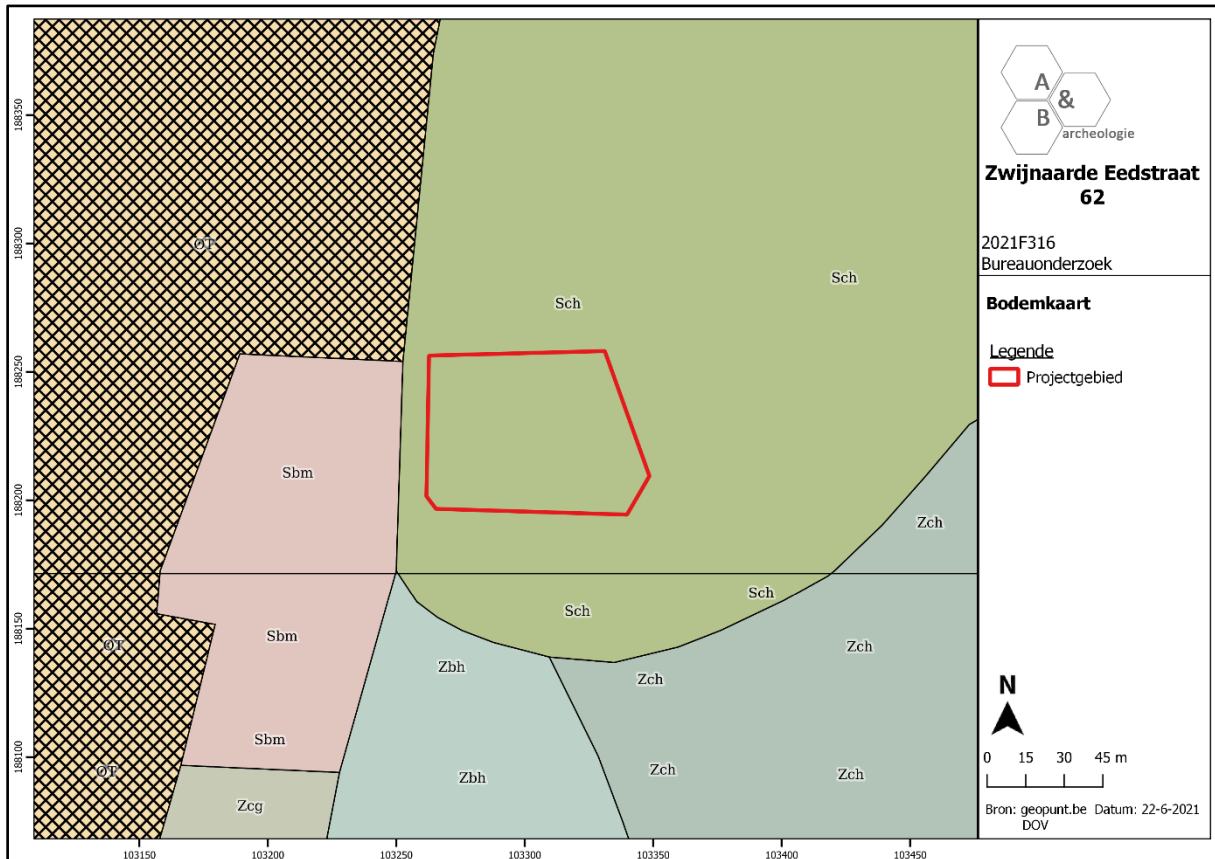 188350
188300
188250
188200
188150
188100
OT
Sch
Sch
Sbm
Zch
Sch
Sch
Sbm
OT
Zch
Zbh
Zch
Sbm
OT
Zbh
Zch
Zch
Zcg
103150
103200
103250
103300
103350
103400
103450
A
&
B
archeologie
Zwijnaarde Eedstraat
62
2021F316
Bureauonderzoek
Bodemkaart
Legende
Projectgebied
N
0 15 30 45 m
Bron: geopunt.be Datum: 22-6-2021
DOV